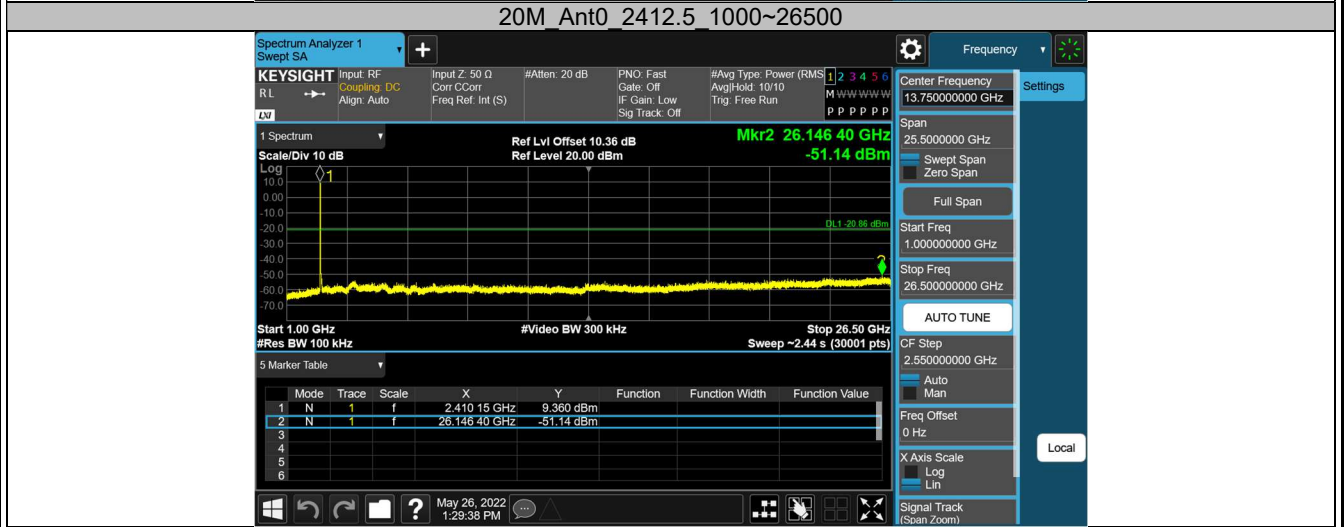 20M_Ant0_2412.5_1000~26500
Spectrum Analyzer 1
Swept SA
+
Frequency
KEYSIGHT
RL
LXI
Input: RF
Coupling: DC
Align: Auto
Input Z: 50 Ω
Corr CCorr
Freq Ref: Int (S)
#Atten: 20 dB
PNO: Fast
Gate: Off
IF Gain: Low
Sig Track: Off
#Avg Type: Power (RMS
Avg|Hold: 10/10
Trig: Free Run
1 2 3 4 5 6
M W W W W W
P P P P P P
1 Spectrum
Scale/Div 10 dB
Ref Lvl Offset 10.36 dB
Ref Level 20.00 dBm
Mkr2 26.146 40 GHz
-51.14 dBm
Log
10.0
0.00
-10.0
-20.0
-30.0
-40.0
-50.0
-60.0
-70.0
1
DL1 -20.86 dBm
2
Start 1.00 GHz
#Res BW 100 kHz
#Video BW 300 kHz
Stop 26.50 GHz
Sweep ~2.44 s (30001 pts)
5 Marker Table
Mode Trace Scale X Y Function Function Width Function Value
1 N 1 f 2.410 15 GHz 9.360 dBm
2 N 1 f 26.146 40 GHz -51.14 dBm
3
4
5
6
?
May 26, 2022
1:29:38 PM
Center Frequency
13.750000000 GHz
Settings
Span
25.5000000 GHz
Swept Span
Zero Span
Full Span
Start Freq
1.000000000 GHz
Stop Freq
26.500000000 GHz
AUTO TUNE
CF Step
2.550000000 GHz
Auto
Man
Freq Offset
0 Hz
Local
X Axis Scale
Log
Lin
Signal Track
(Span Zoom)